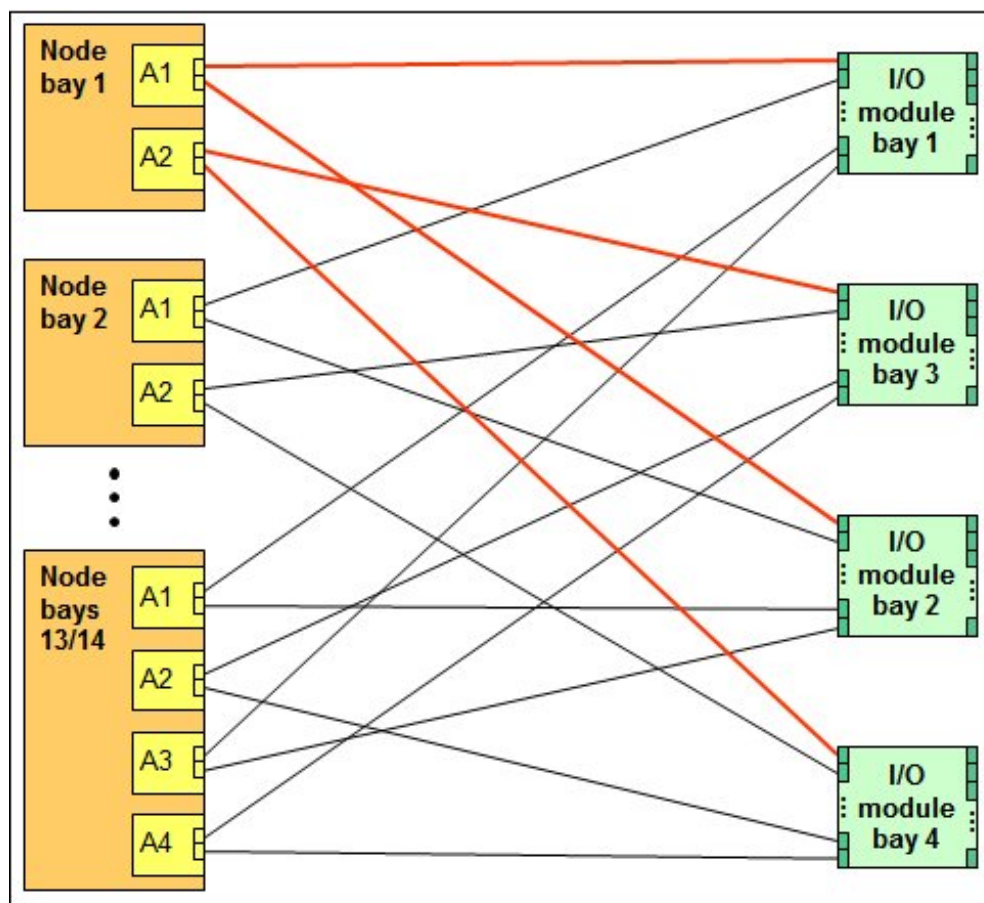 Node
bay 1
A1
A2
Node
bay 2
A1
A2
Node
bays
13/14
A1
A2
A3
A4
I/O
module
bay 1
I/O
module
bay 3
I/O
module
bay 2
I/O
module
bay 4